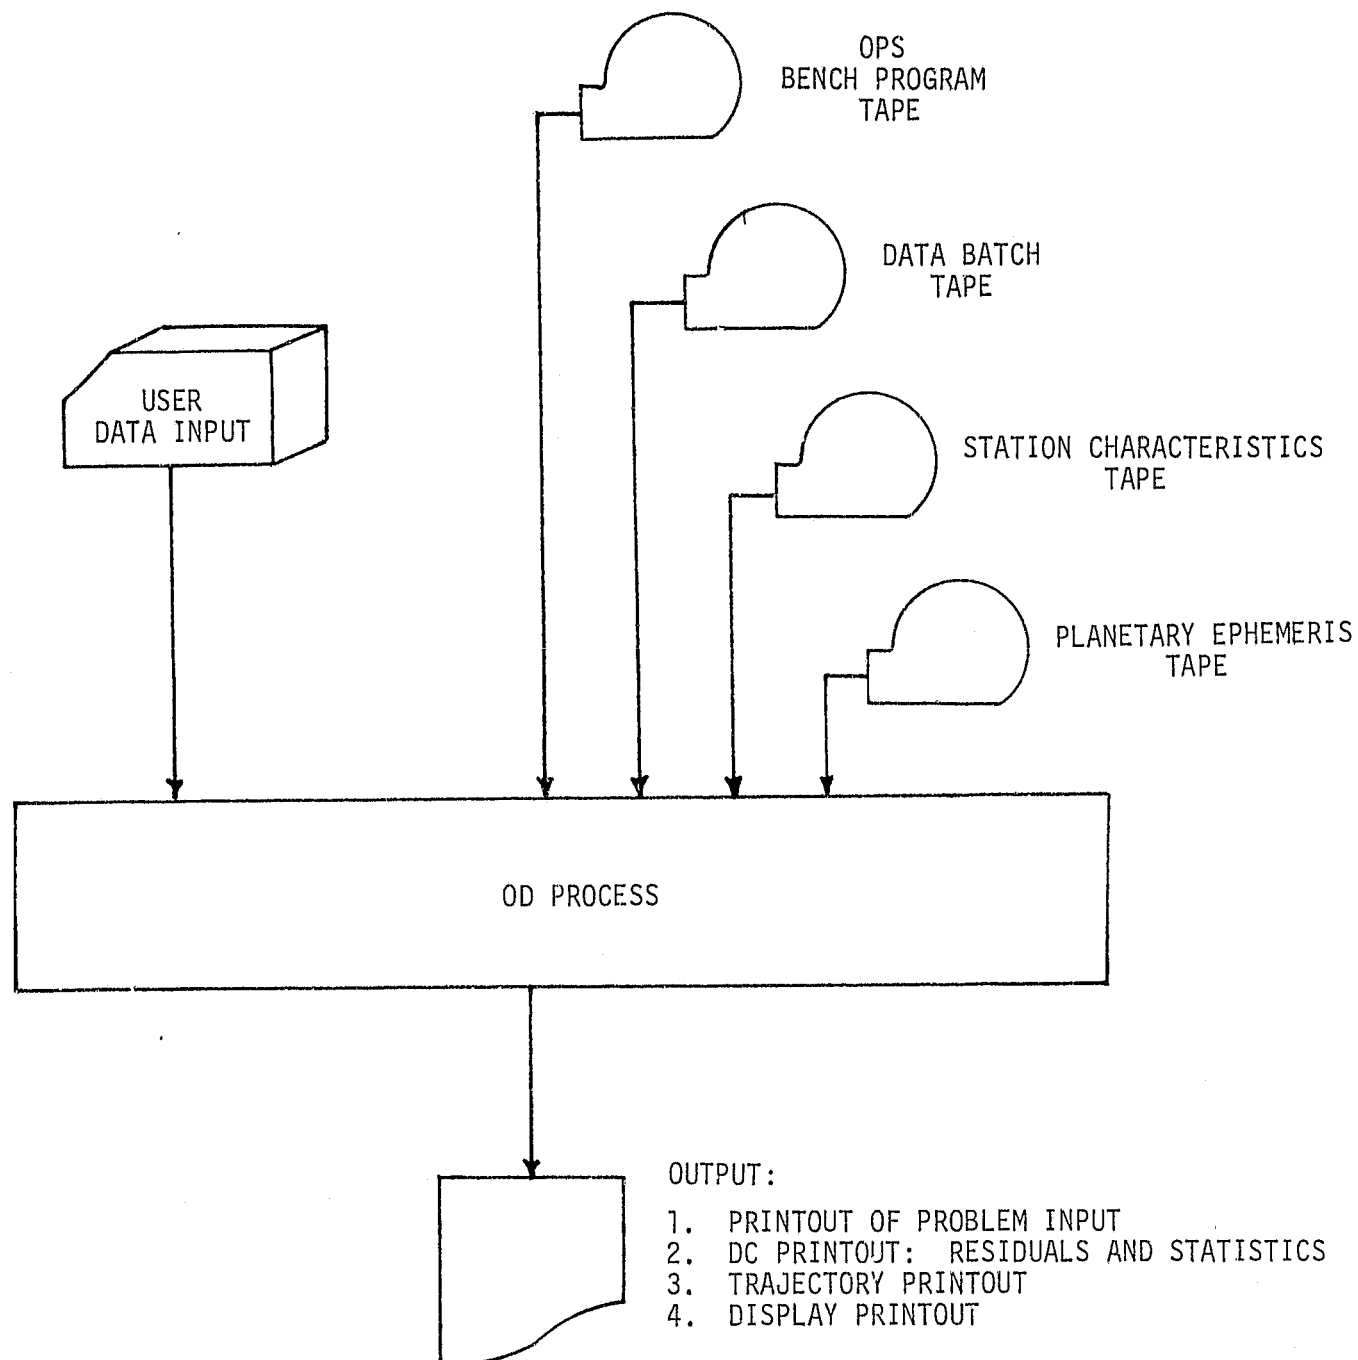 OPS
BENCH PROGRAM
TAPE
DATA BATCH
TAPE
USER
DATA INPUT
STATION CHARACTERISTICS
TAPE
PLANETARY EPHEMERIS
TAPE
OD PROCESS
OUTPUT:
1. PRINTOUT OF PROBLEM INPUT
2. DC PRINTOUT: RESIDUALS AND STATISTICS
3. TRAJECTORY PRINTOUT
4. DISPLAY PRINTOUT